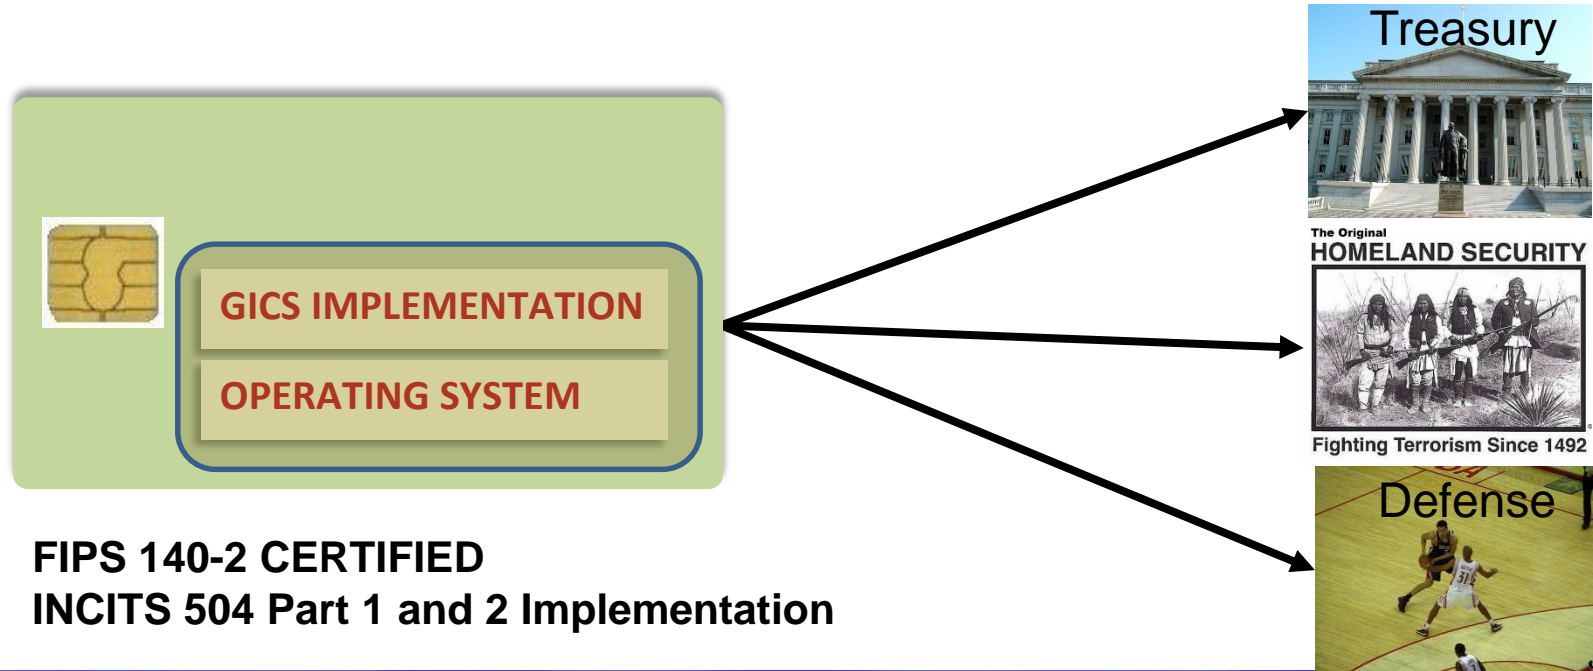 Treasury
GICS IMPLEMENTATION
OPERATING SYSTEM
The Original
HOMELAND SECURITY
Fighting Terrorism Since 1492
Defense
31
FIPS 140-2 CERTIFIED
INCITS 504 Part 1 and 2 Implementation